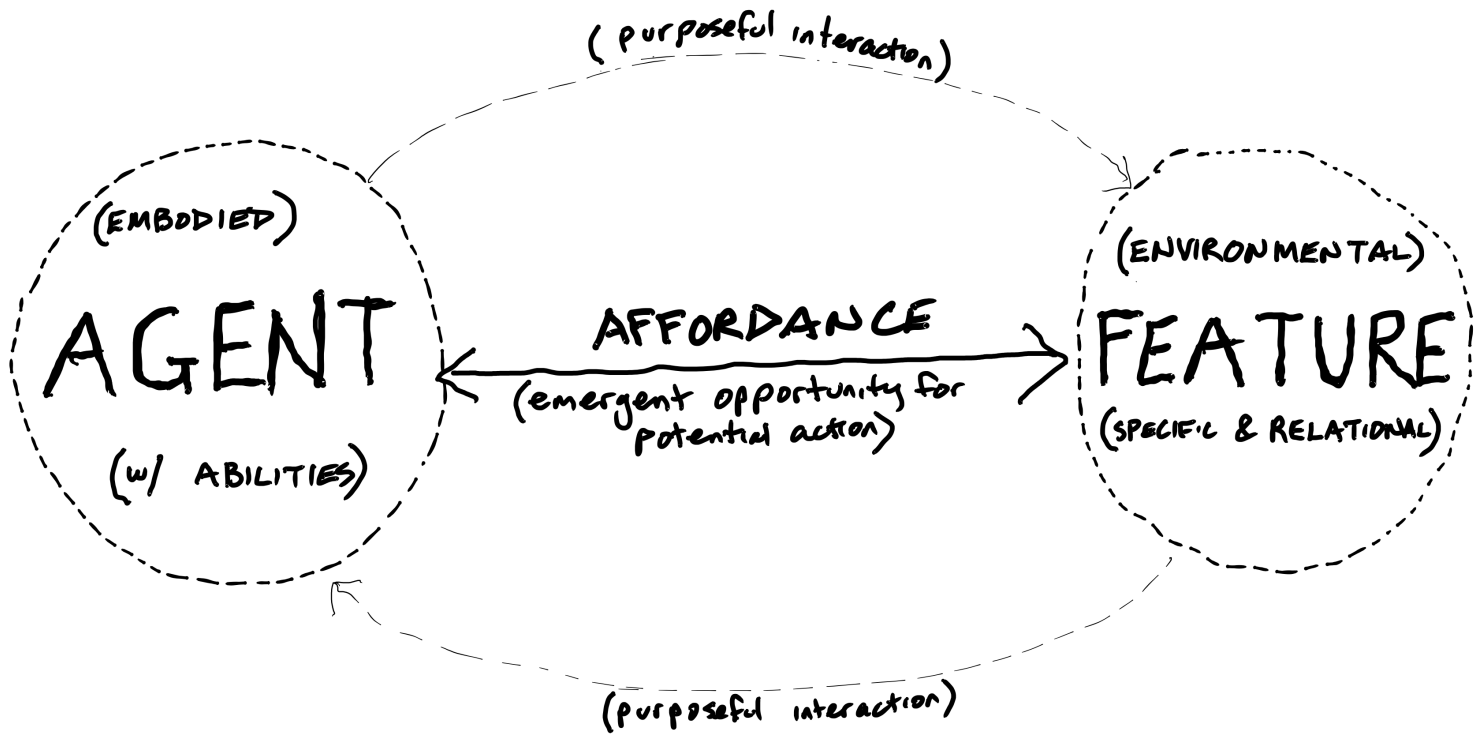 (purposeful interaction)
(EMBODIED)
AGENT
(w/ ABILITIES)
AFFORDANCE
(emergent opportunity for
potential action)
(ENVIRONMENTAL)
FEATURE
(SPECIFIC & RELATIONAL)
(purposeful interaction)